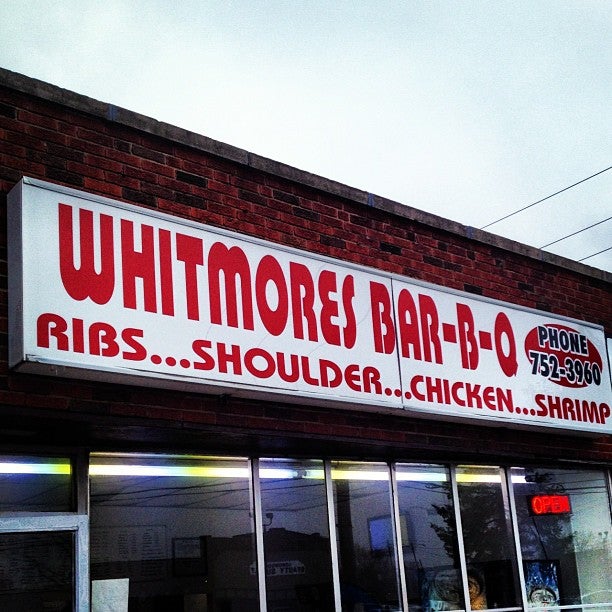 WHITMORES BAR-B-Q
PHONE
752-3960
RIBS...SHOULDER...CHICKEN...SHRIMP
OPEN